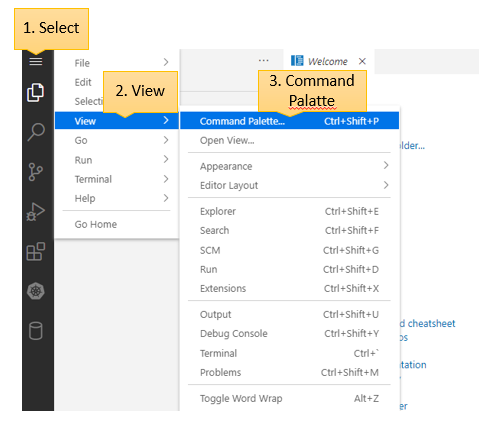 1. Select
File
Edit
Selecti
2. View
View
Go
Run
Terminal
Help
Go Home
... Welcome ×
3. Command
Palatte
Command Palette... Ctrl+Shift+P
Open View...
Appearance
Editor Layout
Explorer Ctrl+Shift+E
Search Ctrl+Shift+F
SCM Ctrl+Shift+G
Run Ctrl+Shift+D
Extensions Ctrl+Shift+X
Output Ctrl+Shift+U
Debug Console Ctrl+Shift+Y
Terminal Ctrl+`
Problems Ctrl+Shift+M
Toggle Word Wrap Alt+Z
older...
d cheatsheet
os
ntation
er